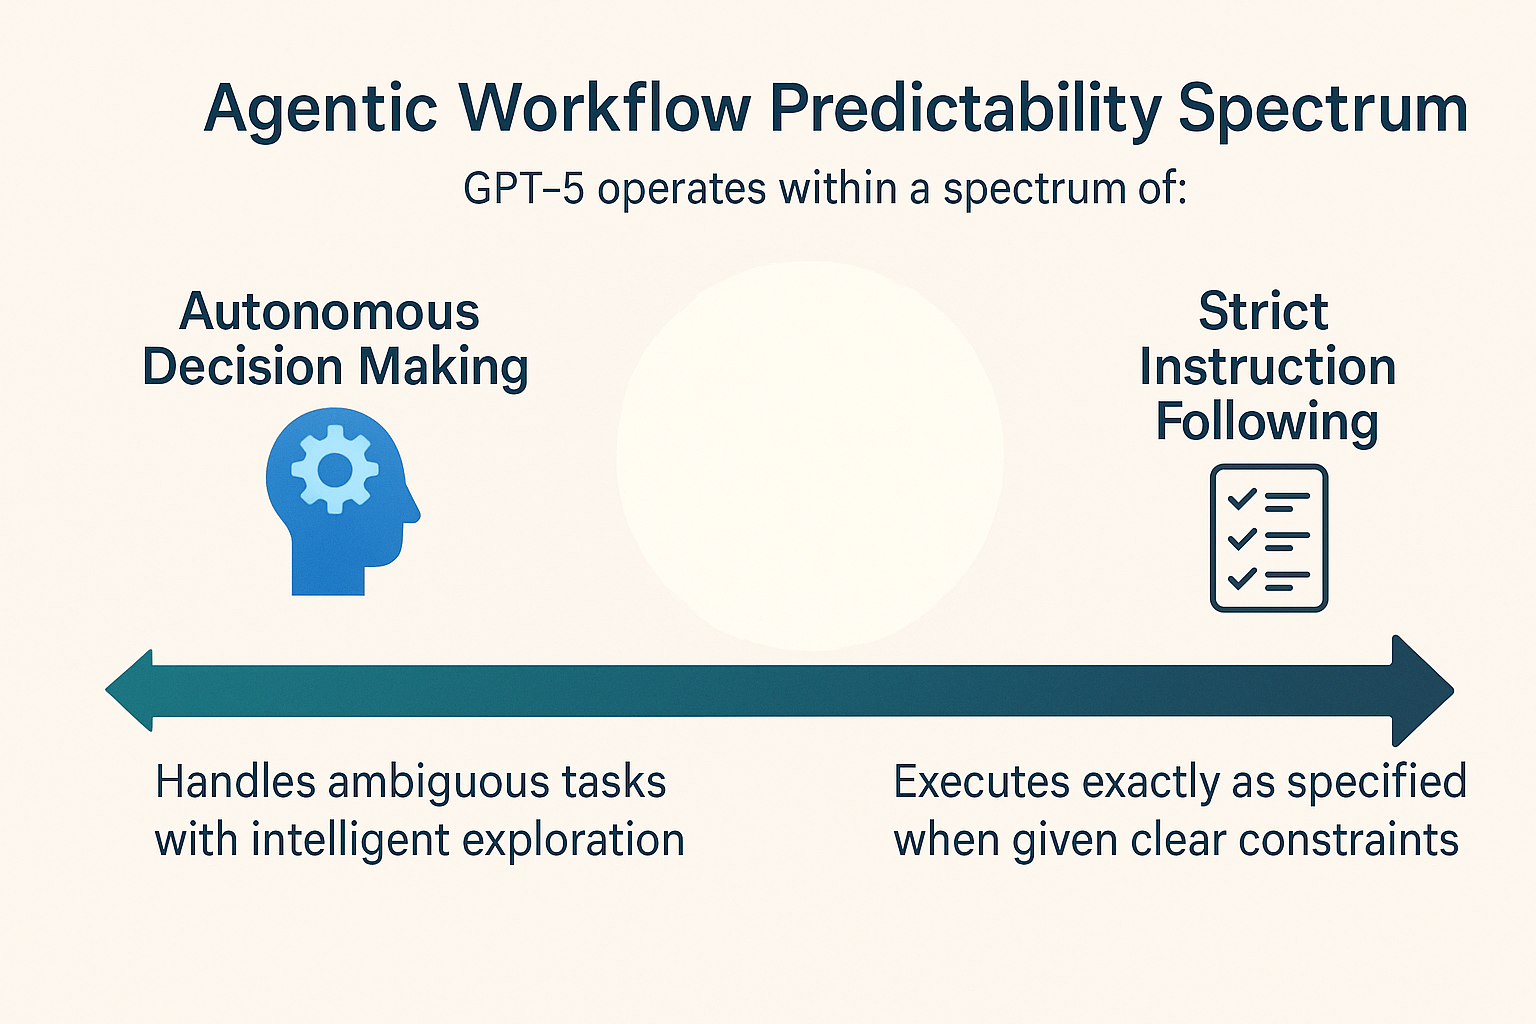 Agentic Workflow Predictability Spectrum
GPT–5 operates within a spectrum of:
Autonomous
Decision Making
Strict
Instruction
Following
Handles ambiguous tasks
with intelligent exploration
Executes exactly as specified
when given clear constraints